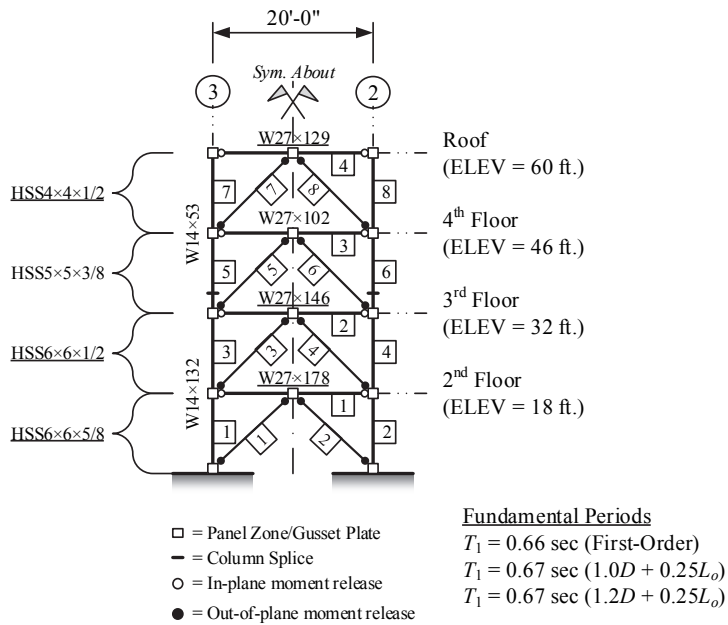 20'-0"
Sym. About
3
2
W27×129
Roof
(ELEV = 60 ft.)
4
HSS4×4×1/2
7
7
8
8
W14×53
W27×102
4th Floor
(ELEV = 46 ft.)
3
HSS5×5×3/8
5
5
6
6
W27×146
3rd Floor
(ELEV = 32 ft.)
2
HSS6×6×1/2
3
3
4
4
W14×132
W27×178
2nd Floor
(ELEV = 18 ft.)
1
HSS6×6×5/8
1
1
2
2
= Panel Zone/Gusset Plate
= Column Splice
= In-plane moment release
= Out-of-plane moment release
Fundamental Periods
T1 = 0.66 sec (First-Order)
T1 = 0.67 sec (1.0D + 0.25Lo)
T1 = 0.67 sec (1.2D + 0.25Lo)